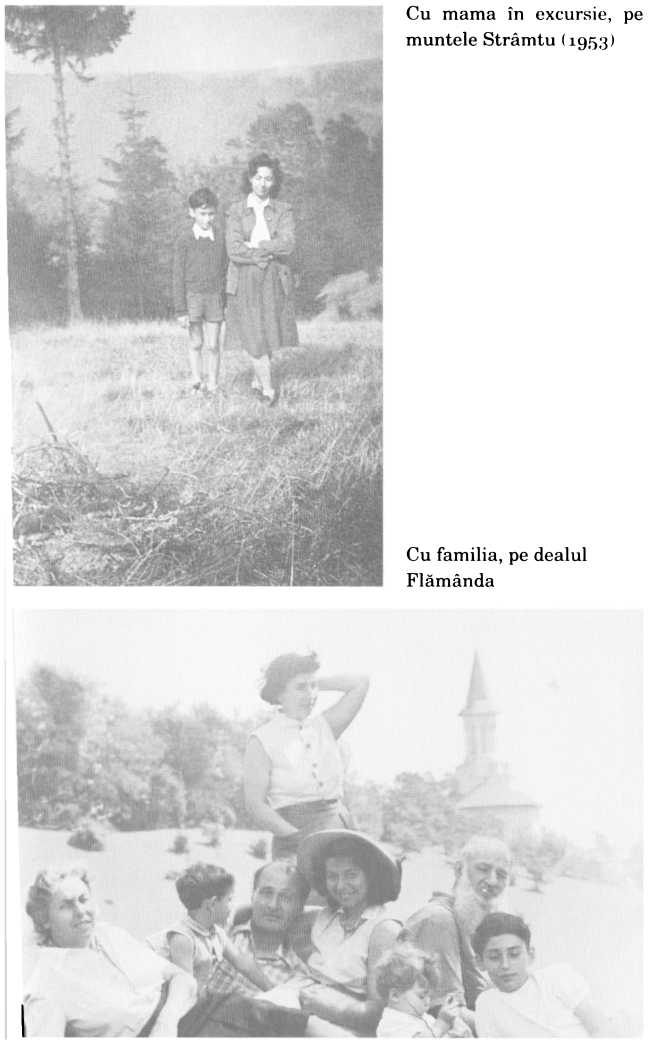 Cu mama în excursie, pe
muntele Strâmtu (1953)
Cu familia, pe dealul
Flămânda